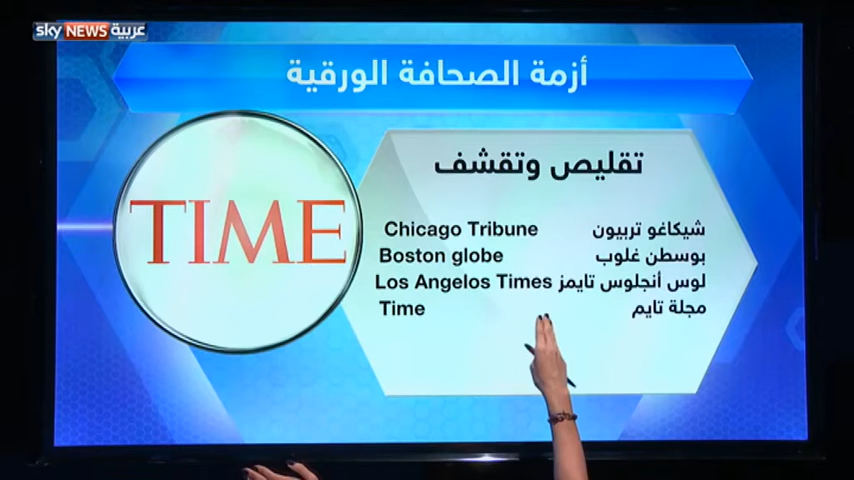 sky NEWS عربية
أزمة الصحافة الورقية
TIME
تقليص وتقشف
شيكاغو تربيون Chicago Tribune
بوسطن غلوب Boston globe
لوس أنجلوس تايمز Los Angelos Times
مجلة تايم Time